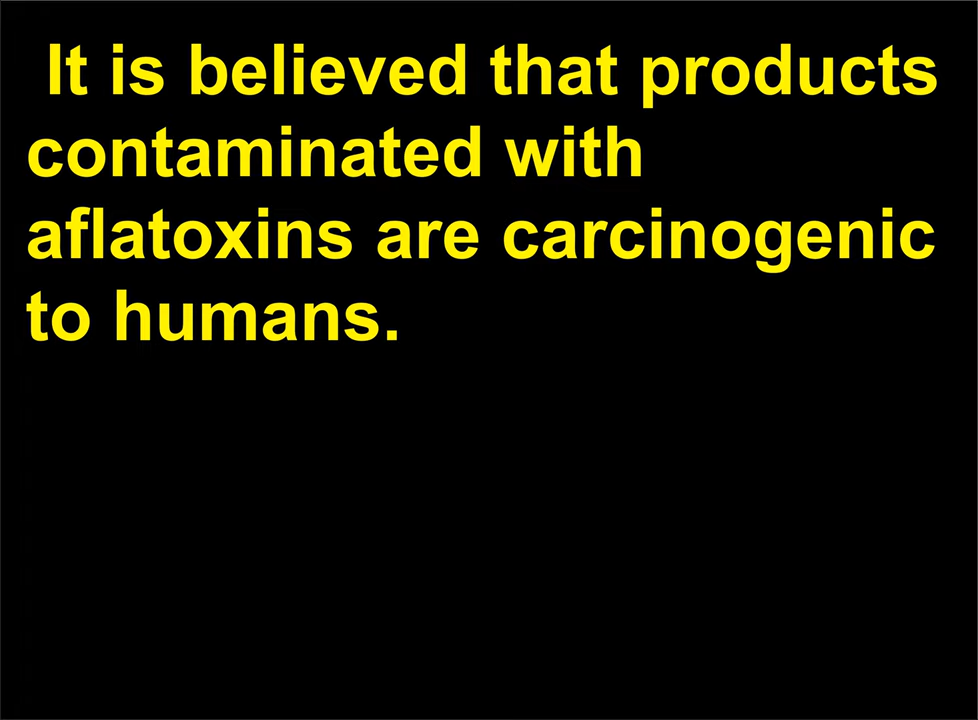 It is believed that products
contaminated with
aflatoxins are carcinogenic
to humans.